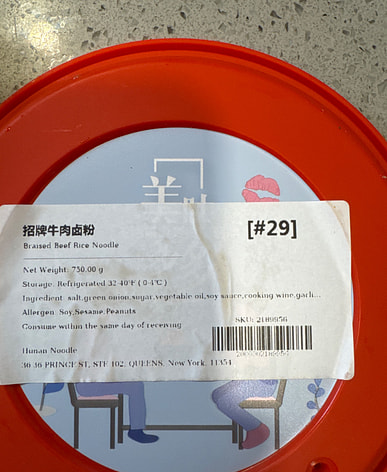 美
招牌牛肉卤粉
[#29]
Braised Beef Rice Noodle
Net Weight: 750.00 g
Storage: Refrigerated 32-40°F ( 0-4°C )
Ingredient: salt,green onion,sugar,vegetable oil,soy sauce,cooking wine,garli...
Allergen: Soy,Sesame,Peanuts
Consume within the same day of receiving
SKU: 2189956
Hunan Noodle
36-36 PRINCE ST, STE 102, QUEENS, New York, 11354